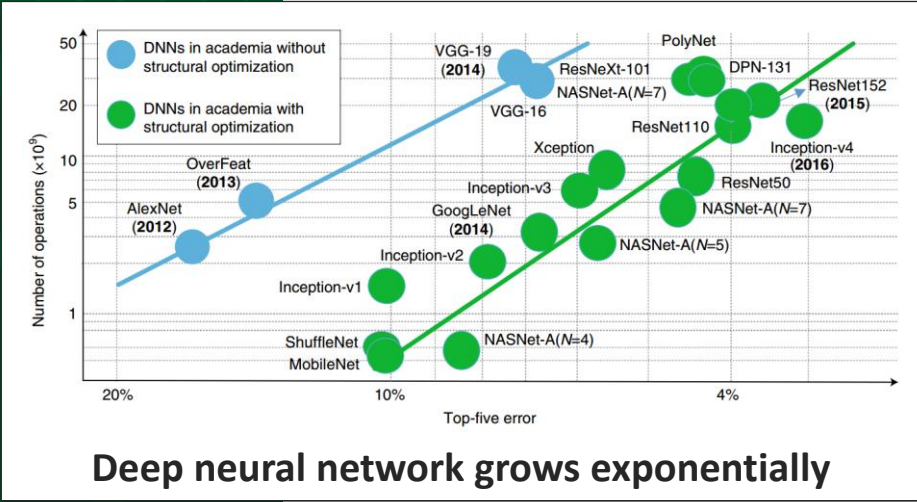 DNNs in academia without
structural optimization
DNNs in academia with
structural optimization
Number of operations (×10⁹)
50
20
10
5
1
AlexNet
(2012)
OverFeat
(2013)
VGG-19
(2014)
VGG-16
ResNeXt-101
NASNet-A(N=7)
PolyNet
DPN-131
ResNet152
(2015)
ResNet110
Inception-v4
(2016)
Xception
Inception-v3
ResNet50
NASNet-A(N=7)
GoogLeNet
(2014)
NASNet-A(N=5)
Inception-v2
Inception-v1
ShuffleNet
MobileNet
NASNet-A(N=4)
20%
10%
4%
Top-five error
Deep neural network grows exponentially